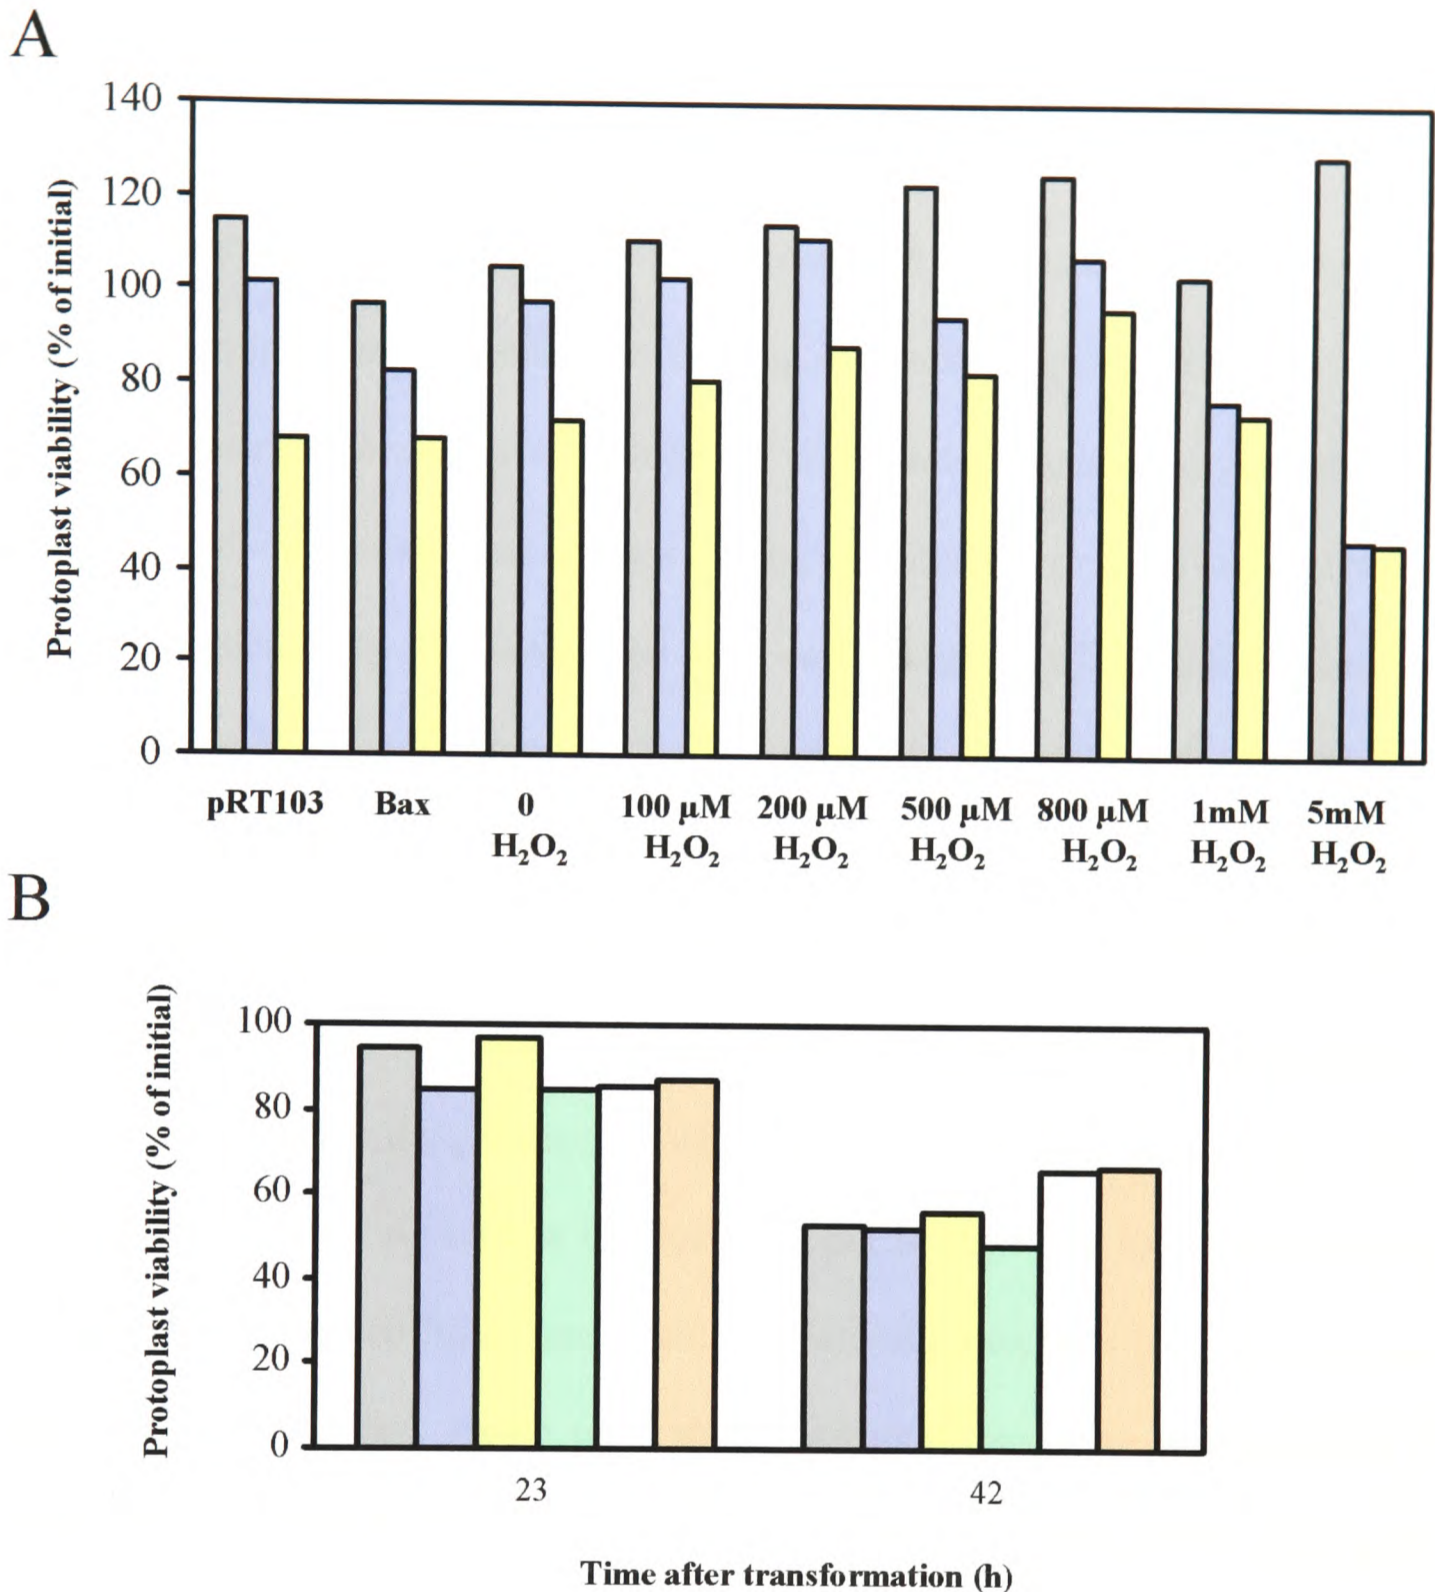 A
Protoplast viability (% of initial)
140
120
100
80
60
40
20
0
pRT103 Bax 0 100 µM 200 µM 500 µM 800 µM 1mM 5mM
H₂O₂ H₂O₂ H₂O₂ H₂O₂ H₂O₂ H₂O₂ H₂O₂
B
Protoplast viability (% of initial)
100
80
60
40
20
0
23 42
Time after transformation (h)